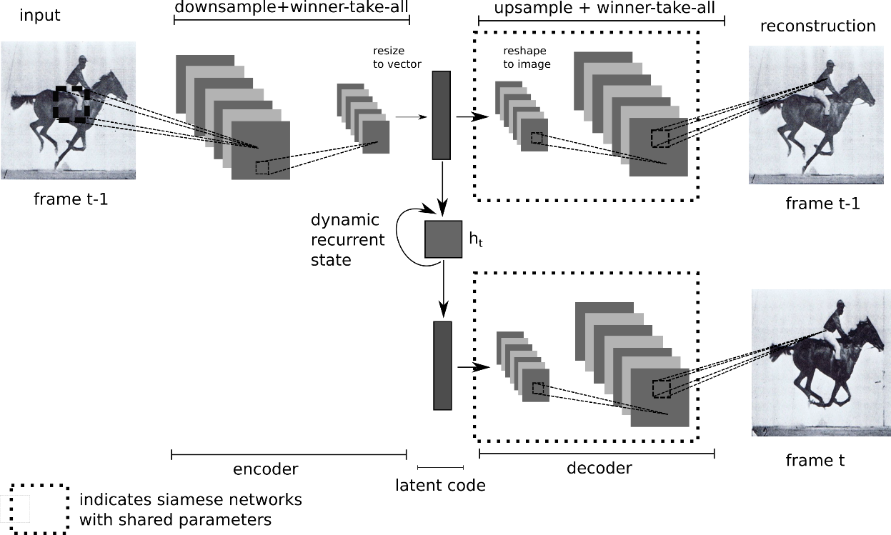 input
downsample+winner-take-all
upsample + winner-take-all
reconstruction
resize
to vector
reshape
to image
frame t-1
frame t-1
dynamic
recurrent
state
ht
frame t
encoder
latent code
decoder
indicates siamese networks
with shared parameters